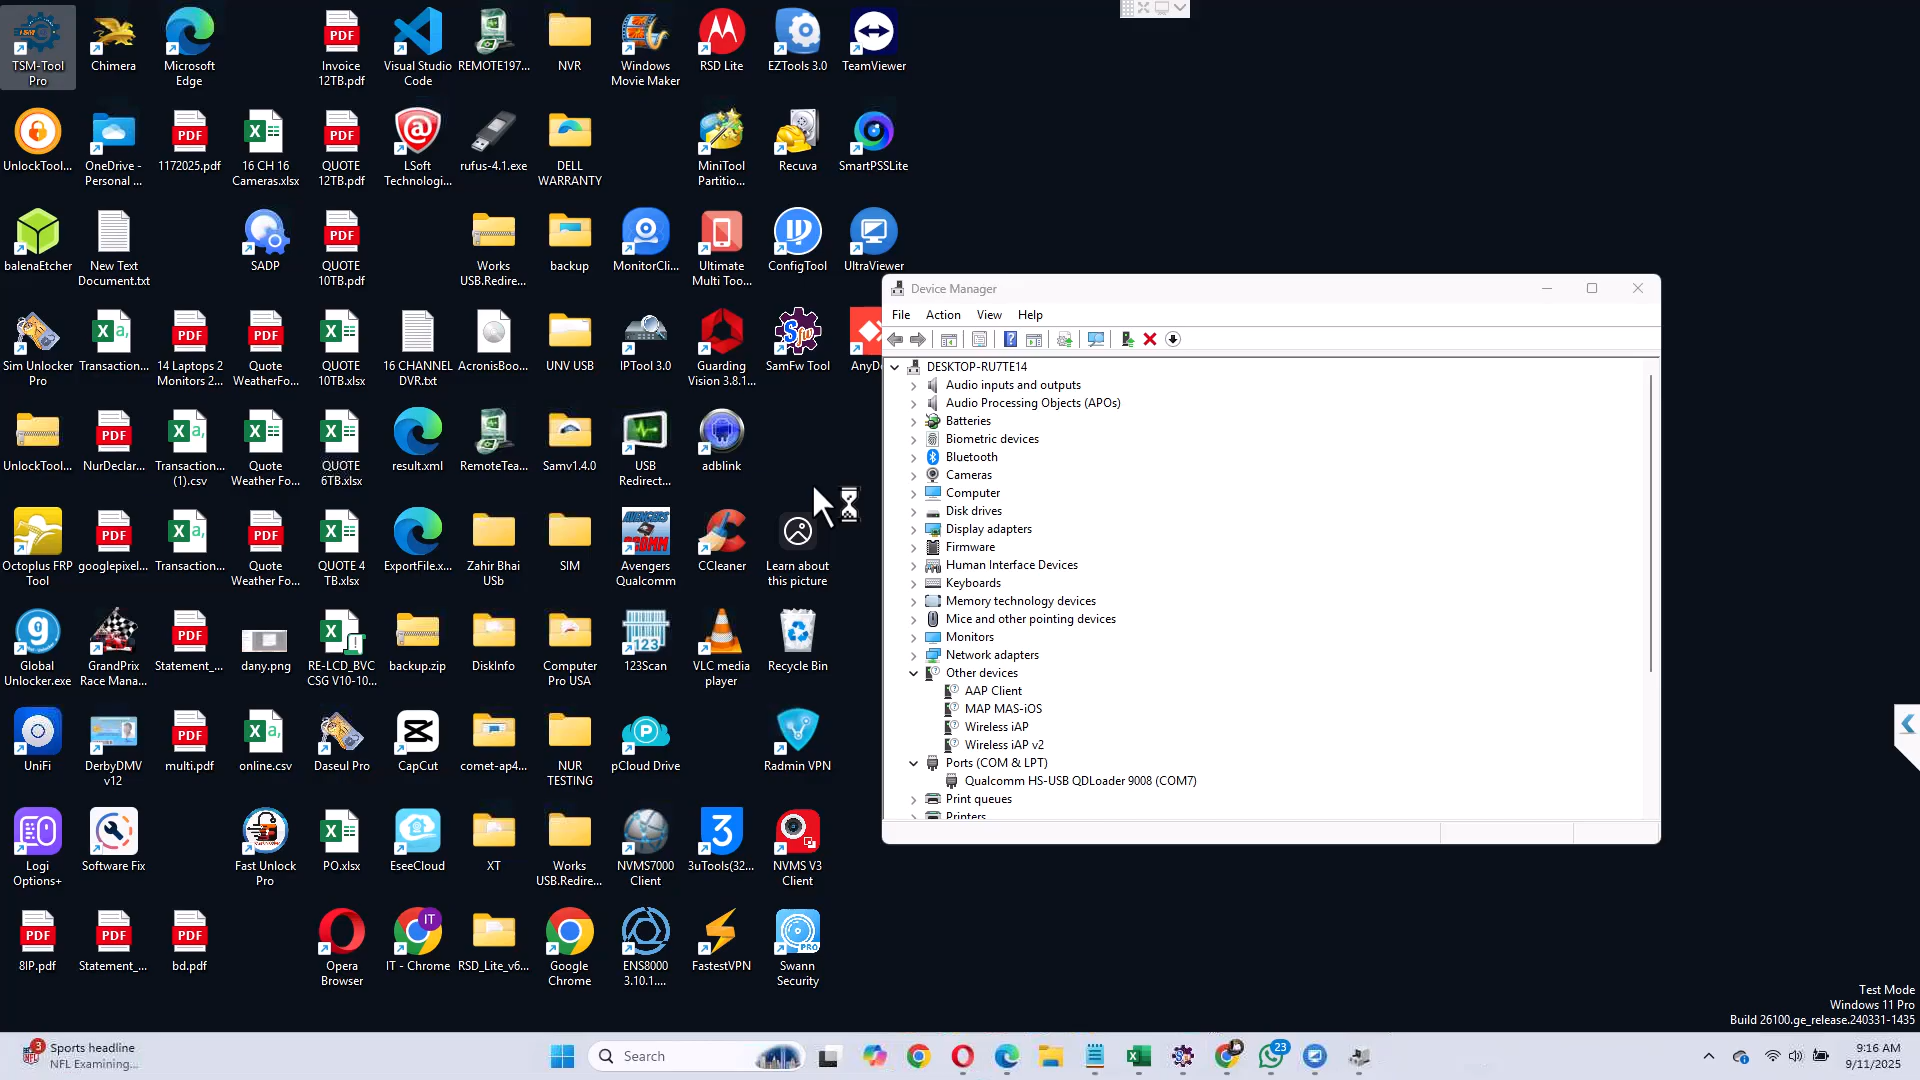 TSM-Tool
Pro
Chimera
Microsoft
Edge
Invoice
12TB.pdf
Visual Studio
Code
REMOTE197...
NVR
Windows
Movie Maker
RSD Lite
EZTools 3.0
TeamViewer
UnlockTool...
OneDrive -
Personal ...
1172025.pdf
16 CH 16
Cameras.xlsx
QUOTE
12TB.pdf
LSoft
Technologi...
rufus-4.1.exe
DELL
WARRANTY
MiniTool
Partitio...
Recuva
SmartPSSLite
balenaEtcher
New Text
Document.txt
SADP
QUOTE
10TB.pdf
Works
USB.Redire...
backup
MonitorCli...
Ultimate
Multi Too...
ConfigTool
UltraViewer
Sim Unlocker
Pro
Transaction...
14 Laptops 2
Monitors 2...
Quote
WeatherFo...
QUOTE
10TB.xlsx
16 CHANNEL
DVR.txt
AcronisBoo...
UNV USB
IPTool 3.0
Guarding
Vision 3.8.1...
SamFw Tool
UnlockTool...
NurDeclar...
Transaction...
(1).csv
Quote
Weather Fo...
QUOTE
6TB.xlsx
result.xml
RemoteTea...
Samv1.4.0
USB
Redirect...
adblink
Octoplus FRP
Tool
googlepixel...
Transaction...
Quote
Weather Fo...
QUOTE 4
TB.xlsx
ExportFile.x...
Zahir Bhai
USb
SIM
Avengers
Qualcomm
CCleaner
Learn about
this picture
Global
Unlocker.exe
GrandPrix
Race Mana...
Statement_...
dany.png
RE-LCD_BVC
CSG V10-10...
backup.zip
DiskInfo
Computer
Pro USA
123Scan
VLC media
player
Recycle Bin
UniFi
DerbyDMV
v12
multi.pdf
online.csv
Daseul Pro
CapCut
comet-ap4...
NUR
TESTING
pCloud Drive
Radmin VPN
Logi
Options+
Software Fix
Fast Unlock
Pro
PO.xlsx
EseeCloud
XT
Works
USB.Redire...
NVMS7000
Client
3uTools(32...
NVMS V3
Client
8IP.pdf
Statement_...
bd.pdf
Opera
Browser
IT - Chrome
RSD_Lite_v6...
Google
Chrome
ENS8000
3.10.1....
FastestVPN
Swann
Security
Device Manager
File Action View Help
DESKTOP-RU7TE14
Audio inputs and outputs
Audio Processing Objects (APOs)
Batteries
Biometric devices
Bluetooth
Cameras
Computer
Disk drives
Display adapters
Firmware
Human Interface Devices
Keyboards
Memory technology devices
Mice and other pointing devices
Monitors
Network adapters
Other devices
AAP Client
MAP MAS-iOS
Wireless iAP
Wireless iAP v2
Ports (COM & LPT)
Qualcomm HS-USB QDLoader 9008 (COM7)
Print queues
Printers
Test Mode
Windows 11 Pro
Build 26100.ge_release.240331-1435
3
Sports headline
NFL Examining...
Search
23
9:16 AM
9/11/2025